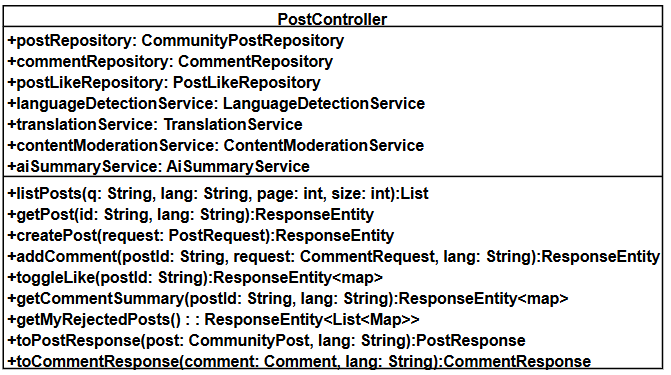 PostController
+postRepository: CommunityPostRepository
+commentRepository: CommentRepository
+postLikeRepository: PostLikeRepository
+languageDetectionService: LanguageDetectionService
+translationService: TranslationService
+contentModerationService: ContentModerationService
+aiSummaryService: AiSummaryService
+listPosts(q: String, lang: String, page: int, size: int):List
+getPost(id: String, lang: String):ResponseEntity
+createPost(request: PostRequest):ResponseEntity
+addComment(postId: String, request: CommentRequest, lang: String):ResponseEntity
+toggleLike(postId: String):ResponseEntity<map>
+getCommentSummary(postId: String, lang: String):ResponseEntity<map>
+getMyRejectedPosts() : : ResponseEntity<List<Map>>
+toPostResponse(post: CommunityPost, lang: String):PostResponse
+toCommentResponse(comment: Comment, lang: String):CommentResponse